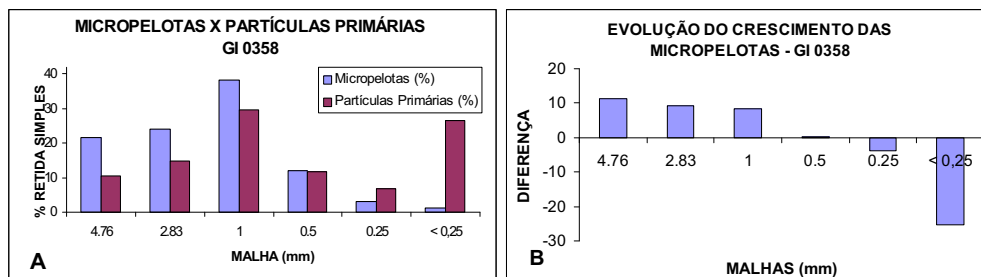 MICROPELOTAS X PARTÍCULAS PRIMÁRIAS
GI 0358
% RETIDA SIMPLES
40
30
20
10
0
Micropelotas (%)
Partículas Primárias (%)
4.76 2.83 1 0.5 0.25 < 0,25
MALHA (mm)
A
EVOLUÇÃO DO CRESCIMENTO DAS
MICROPELOTAS - GI 0358
DIFERENÇA
20
10
0
-10
-20
-30
4.76 2.83 1 0.5 0.25 < 0,25
MALHAS (mm)
B